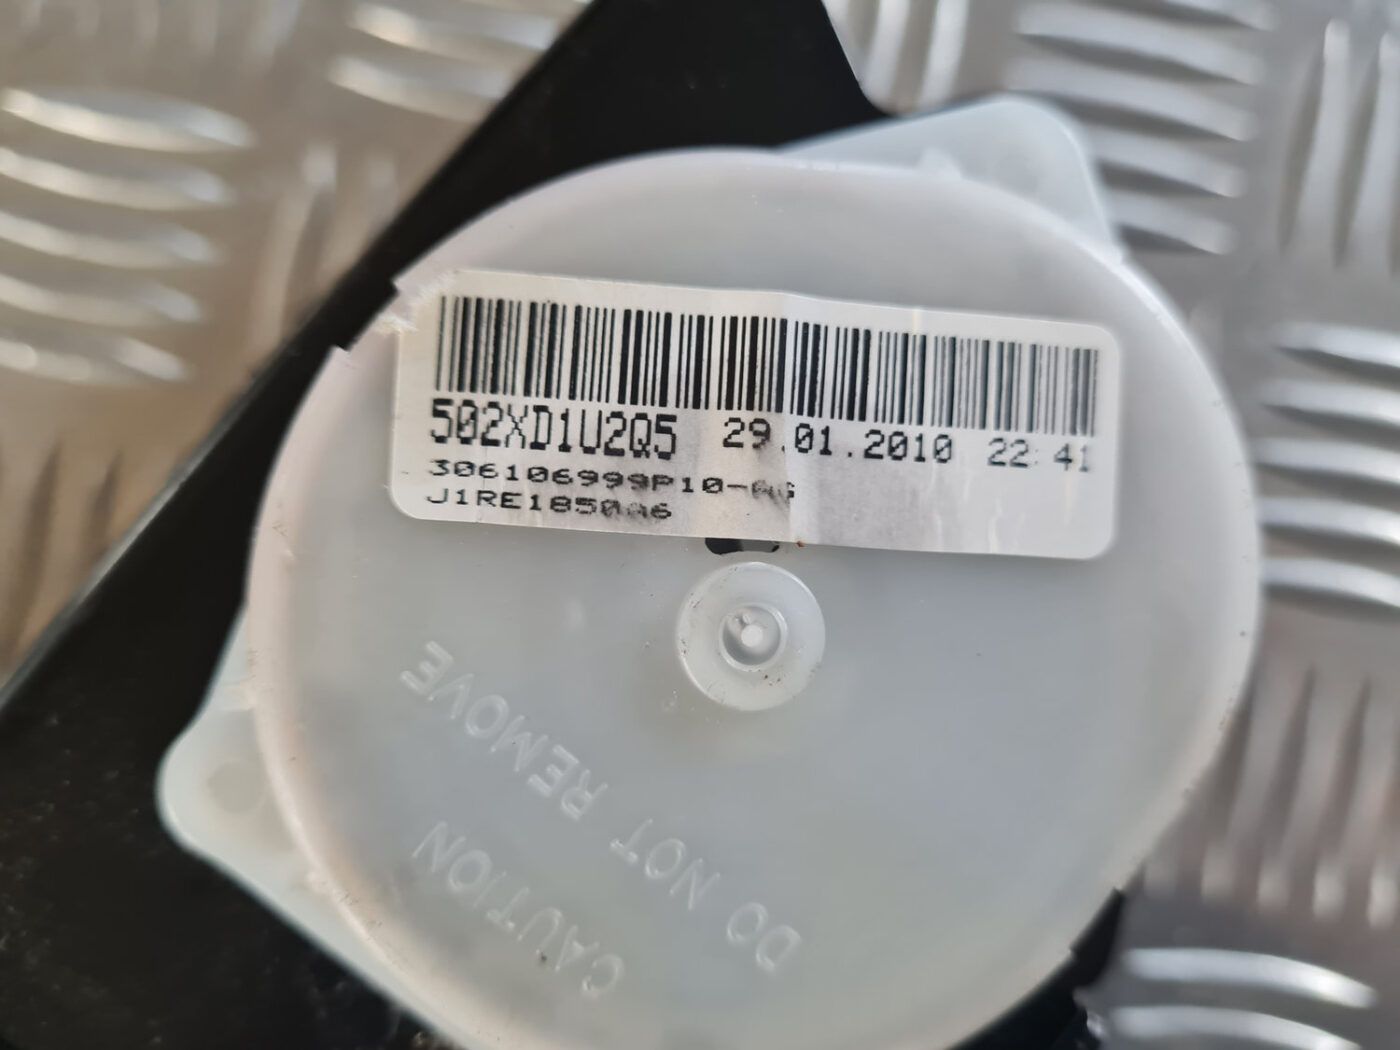 502XD1U2Q5 29.01.2010 22:41
306106999P10-AG
J1RE1850A6
CAUTION
DO NOT REMOVE